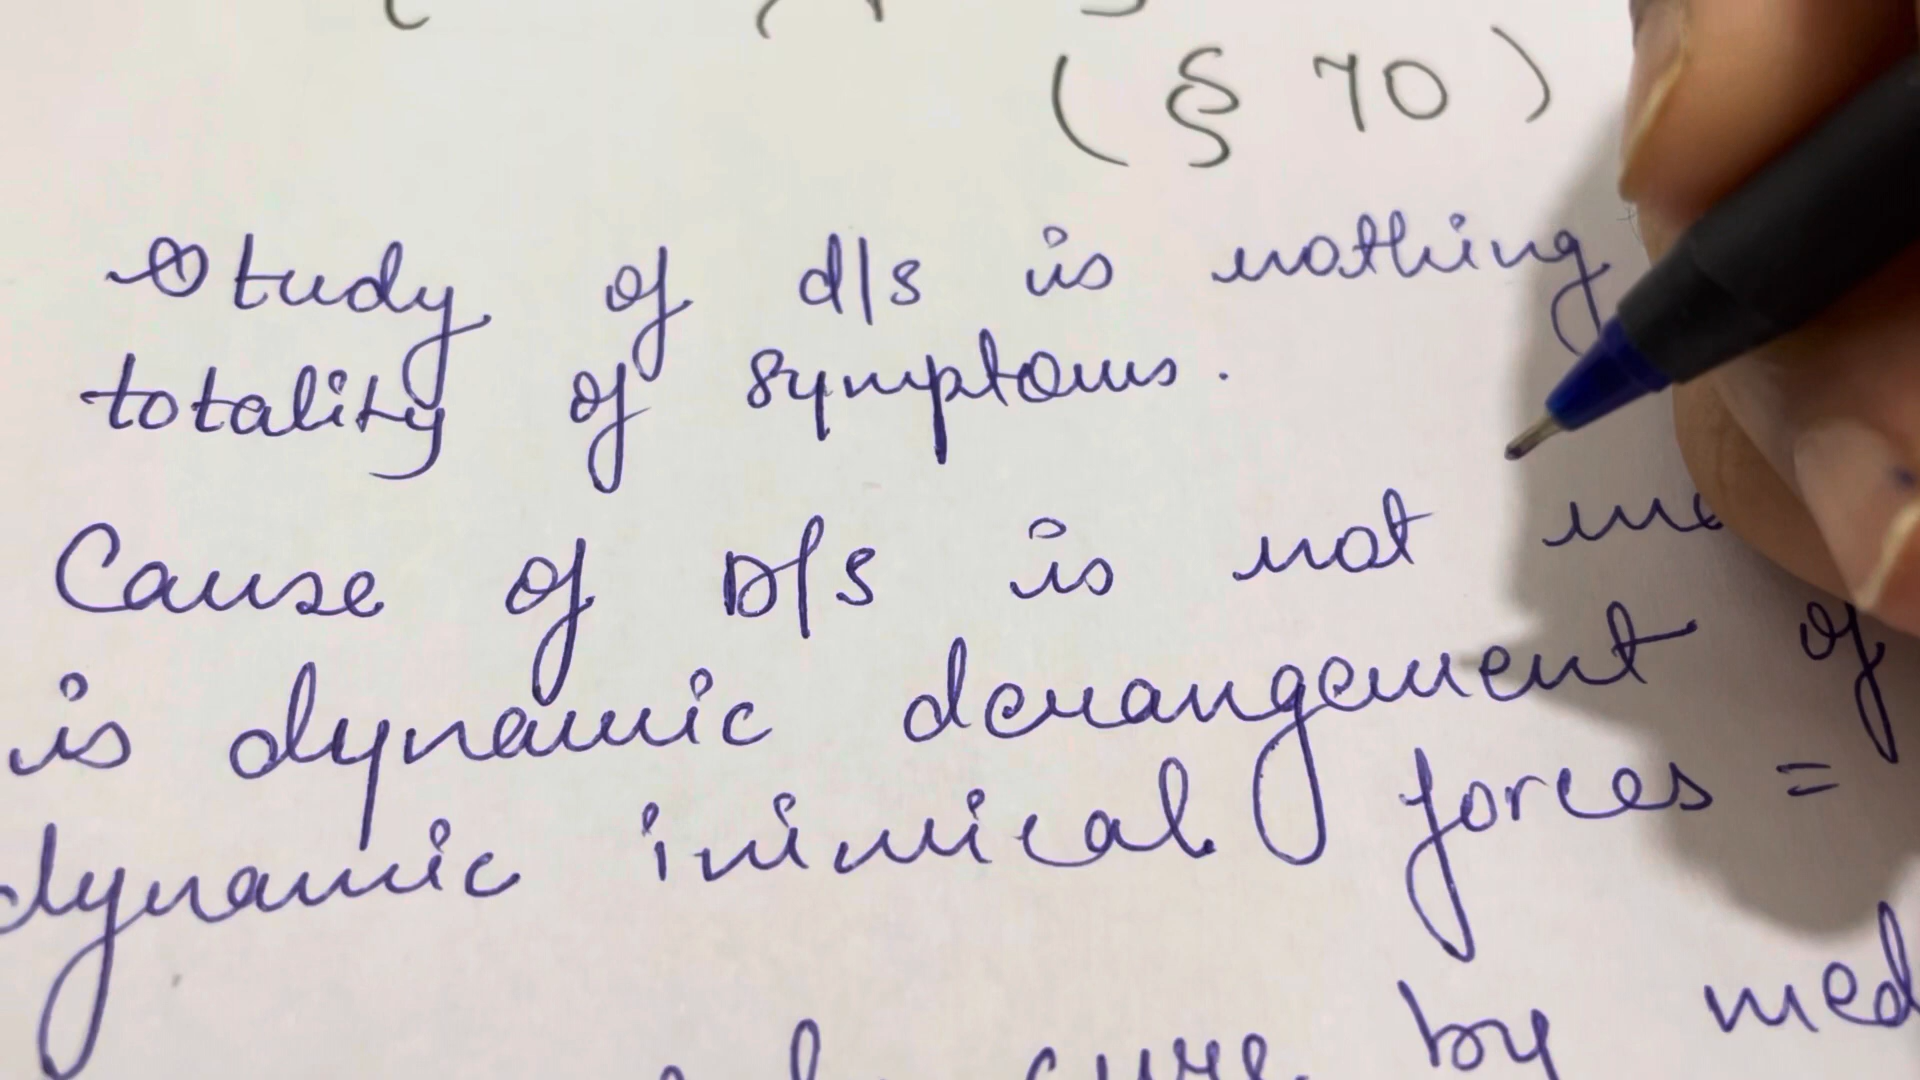 (§ 70)
Study of d/s is nothing
totality of symptoms.
Cause of D/s is not
is dynamic derangement of
dynamic inimical forces =
cure by med